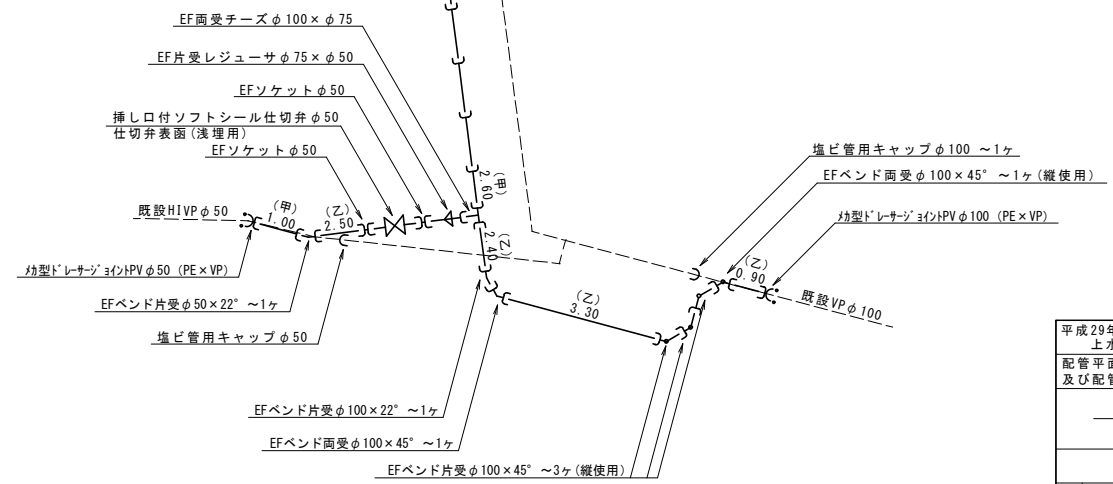 EF両受チーズφ100×φ75
EF片受レジューサφ75×φ50
EFソケットφ50
挿し口付ソフトシール仕切弁φ50
仕切弁表函(浅埋用)
EFソケットφ50
既設HIVPφ50
(甲)
1.00
(乙)
2.50
(甲)
2.60
(乙)
2.40
メカ型ドレーサージョイントPVφ50 (PE×VP)
EFベンド片受φ50×22° ~1ヶ
塩ビ管用キャップφ50
塩ビ管用キャップφ100 ~1ヶ
EFベンド両受φ100×45° ~1ヶ(縦使用)
メカ型ドレーサージョイントPVφ100 (PE×VP)
(乙)
0.90
既設VPφ100
(乙)
3.30
EFベンド片受φ100×22° ~1ヶ
EFベンド両受φ100×45° ~1ヶ
EFベンド片受φ100×45° ~3ヶ(縦使用)
平成29年
上水
配管平面
及び配管